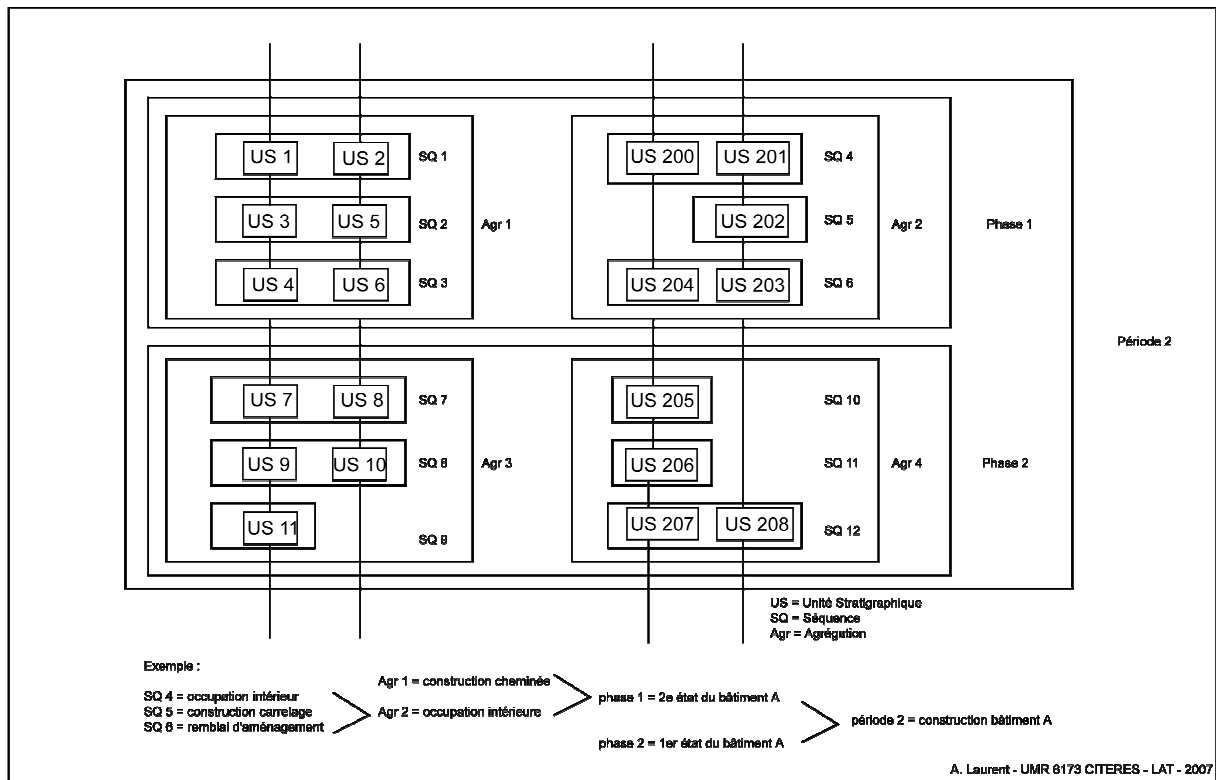 US 1 US 2 SQ 1
US 3 US 5 SQ 2 Agr 1
US 4 US 6 SQ 3
US 200 US 201 SQ 4
US 202 SQ 5 Agr 2 Phase 1
US 204 US 203 SQ 6
Période 2
US 7 US 8 SQ 7
US 9 US 10 SQ 8 Agr 3
US 11 SQ 9
US 205 SQ 10
US 206 SQ 11 Agr 4 Phase 2
US 207 US 208 SQ 12
US = Unité Stratigraphique
SQ = Séquence
Agr = Agrégation
Exemple :
SQ 4 = occupation intérieur
SQ 5 = construction carrelage
SQ 6 = remblai d'aménagement
Agr 1 = construction cheminée
Agr 2 = occupation intérieure
phase 1 = 2e état du bâtiment A
phase 2 = 1er état du bâtiment A
période 2 = construction bâtiment A
A. Laurent - UMR 6173 CITERES - LAT - 2007